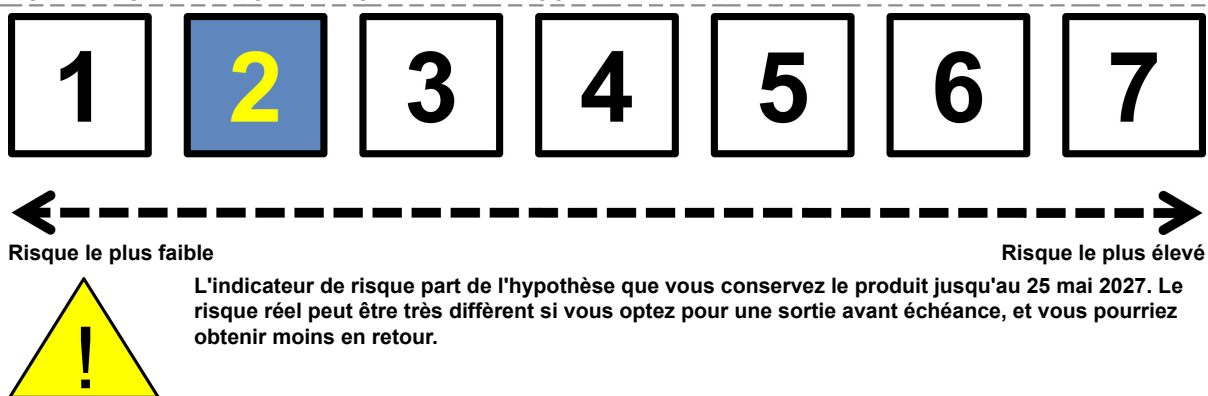 1 2 3 4 5 6 7
Risque le plus faible Risque le plus élevé
L'indicateur de risque part de l'hypothèse que vous conservez le produit jusqu'au 25 mai 2027. Le
risque réel peut être très diffèrent si vous optez pour une sortie avant échéance, et vous pourriez
obtenir moins en retour.
!